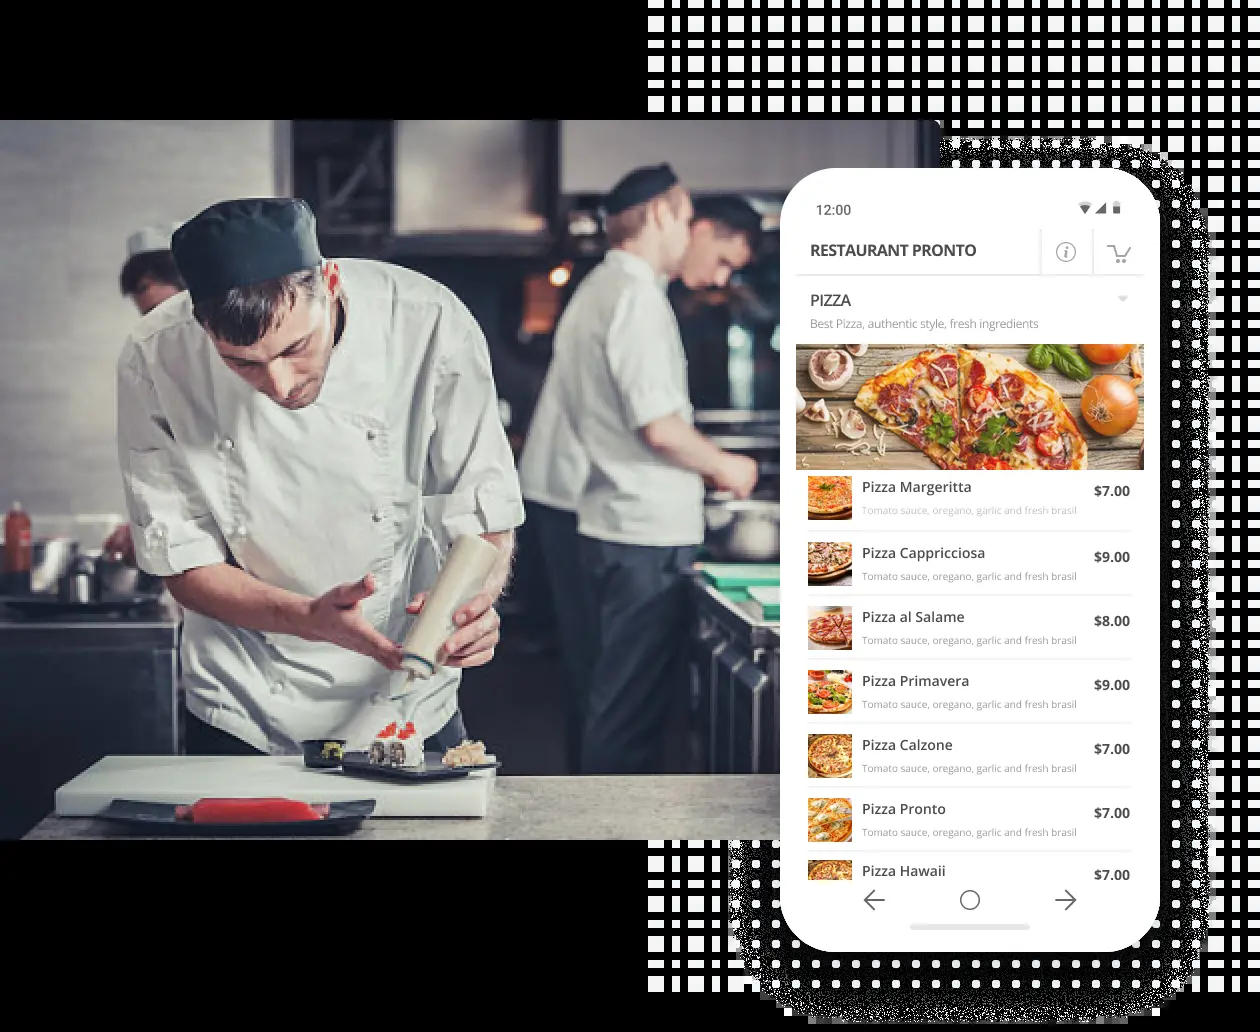 12:00
RESTAURANT PRONTO
PIZZA
Best Pizza, authentic style, fresh ingredients
Pizza Margeritta
$7.00
Tomato sauce, oregano, garlic and fresh brasil
Pizza Cappricciosa
$9.00
Tomato sauce, oregano, garlic and fresh brasil
Pizza al Salame
$8.00
Tomato sauce, oregano, garlic and fresh brasil
Pizza Primavera
$9.00
Tomato sauce, oregano, garlic and fresh brasil
Pizza Calzone
$7.00
Tomato sauce, oregano, garlic and fresh brasil
Pizza Pronto
$7.00
Tomato sauce, oregano, garlic and fresh brasil
Pizza Hawaii
$7.00